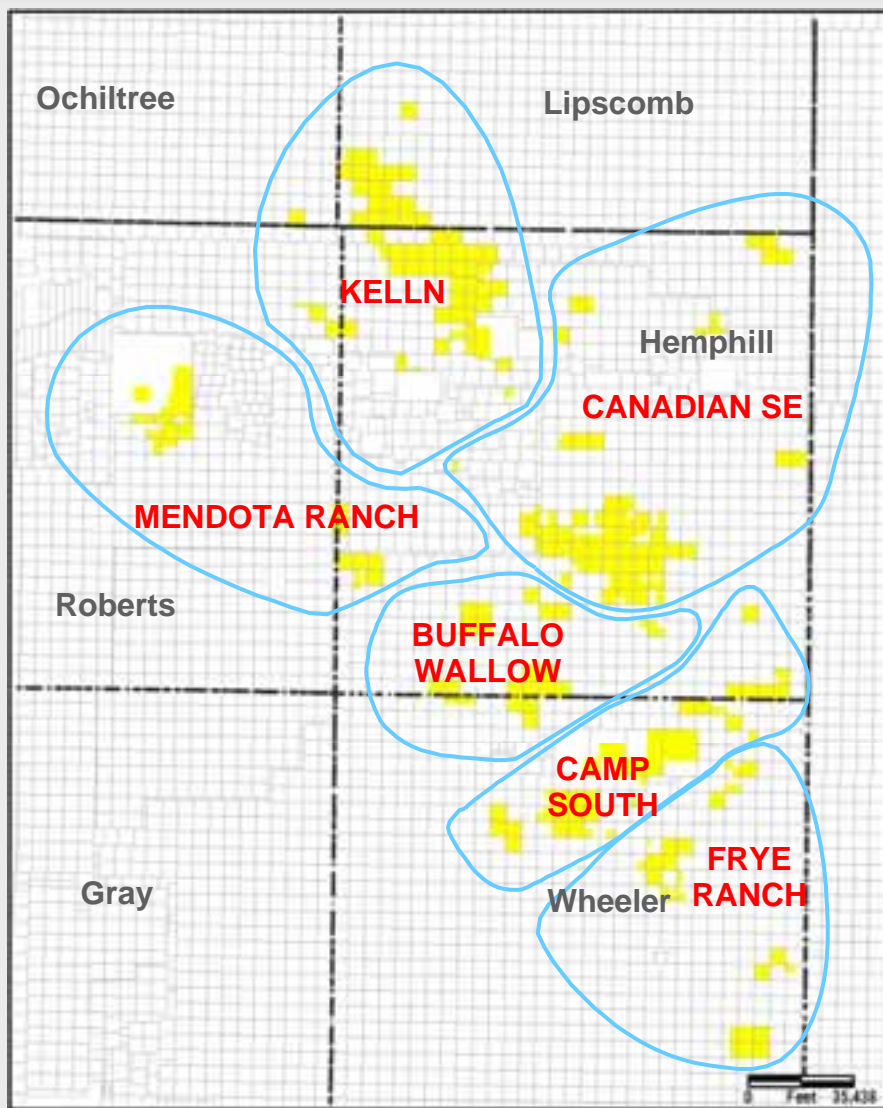 Ochiltree
Lipscomb
KELLN
Hemphill
CANADIAN SE
MENDOTA RANCH
Roberts
BUFFALO
WALLOW
CAMP
SOUTH
FRYE
RANCH
Gray
Wheeler
0 Feet 35,438